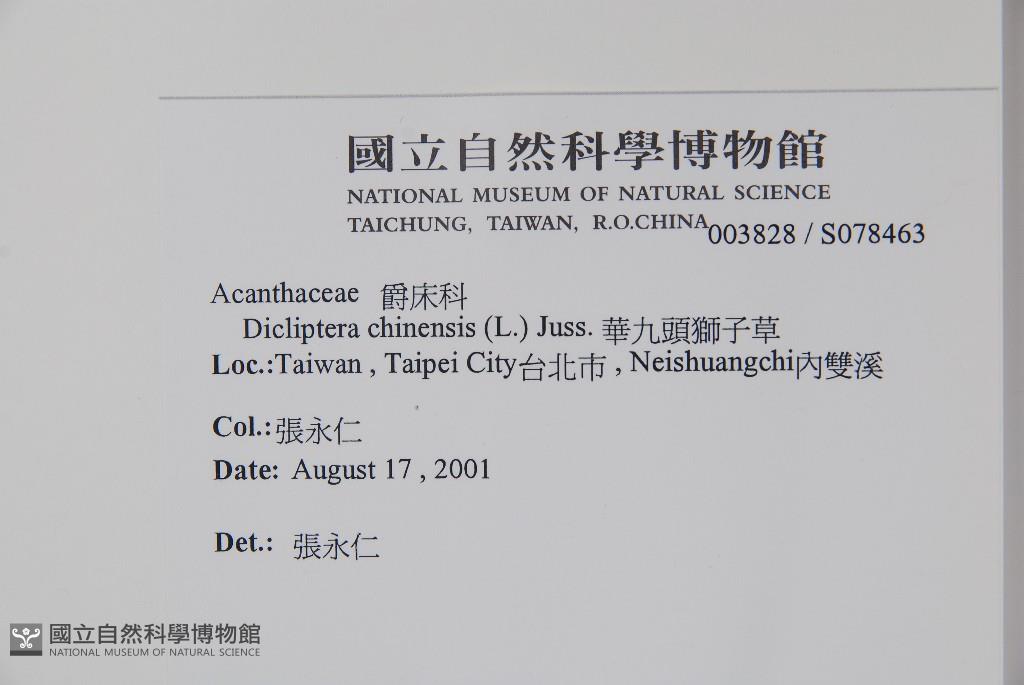 國立自然科學博物館
NATIONAL MUSEUM OF NATURAL SCIENCE
TAICHUNG, TAIWAN, R.O.CHINA
003828 / S078463
Acanthaceae 爵床科
Dicliptera chinensis (L.) Juss. 華九頭獅子草
Loc.:Taiwan , Taipei City台北市 , Neishuangchi內雙溪
Col.: 張永仁
Date: August 17 , 2001
Det.: 張永仁
國立自然科學博物館
NATIONAL MUSEUM OF NATURAL SCIENCE